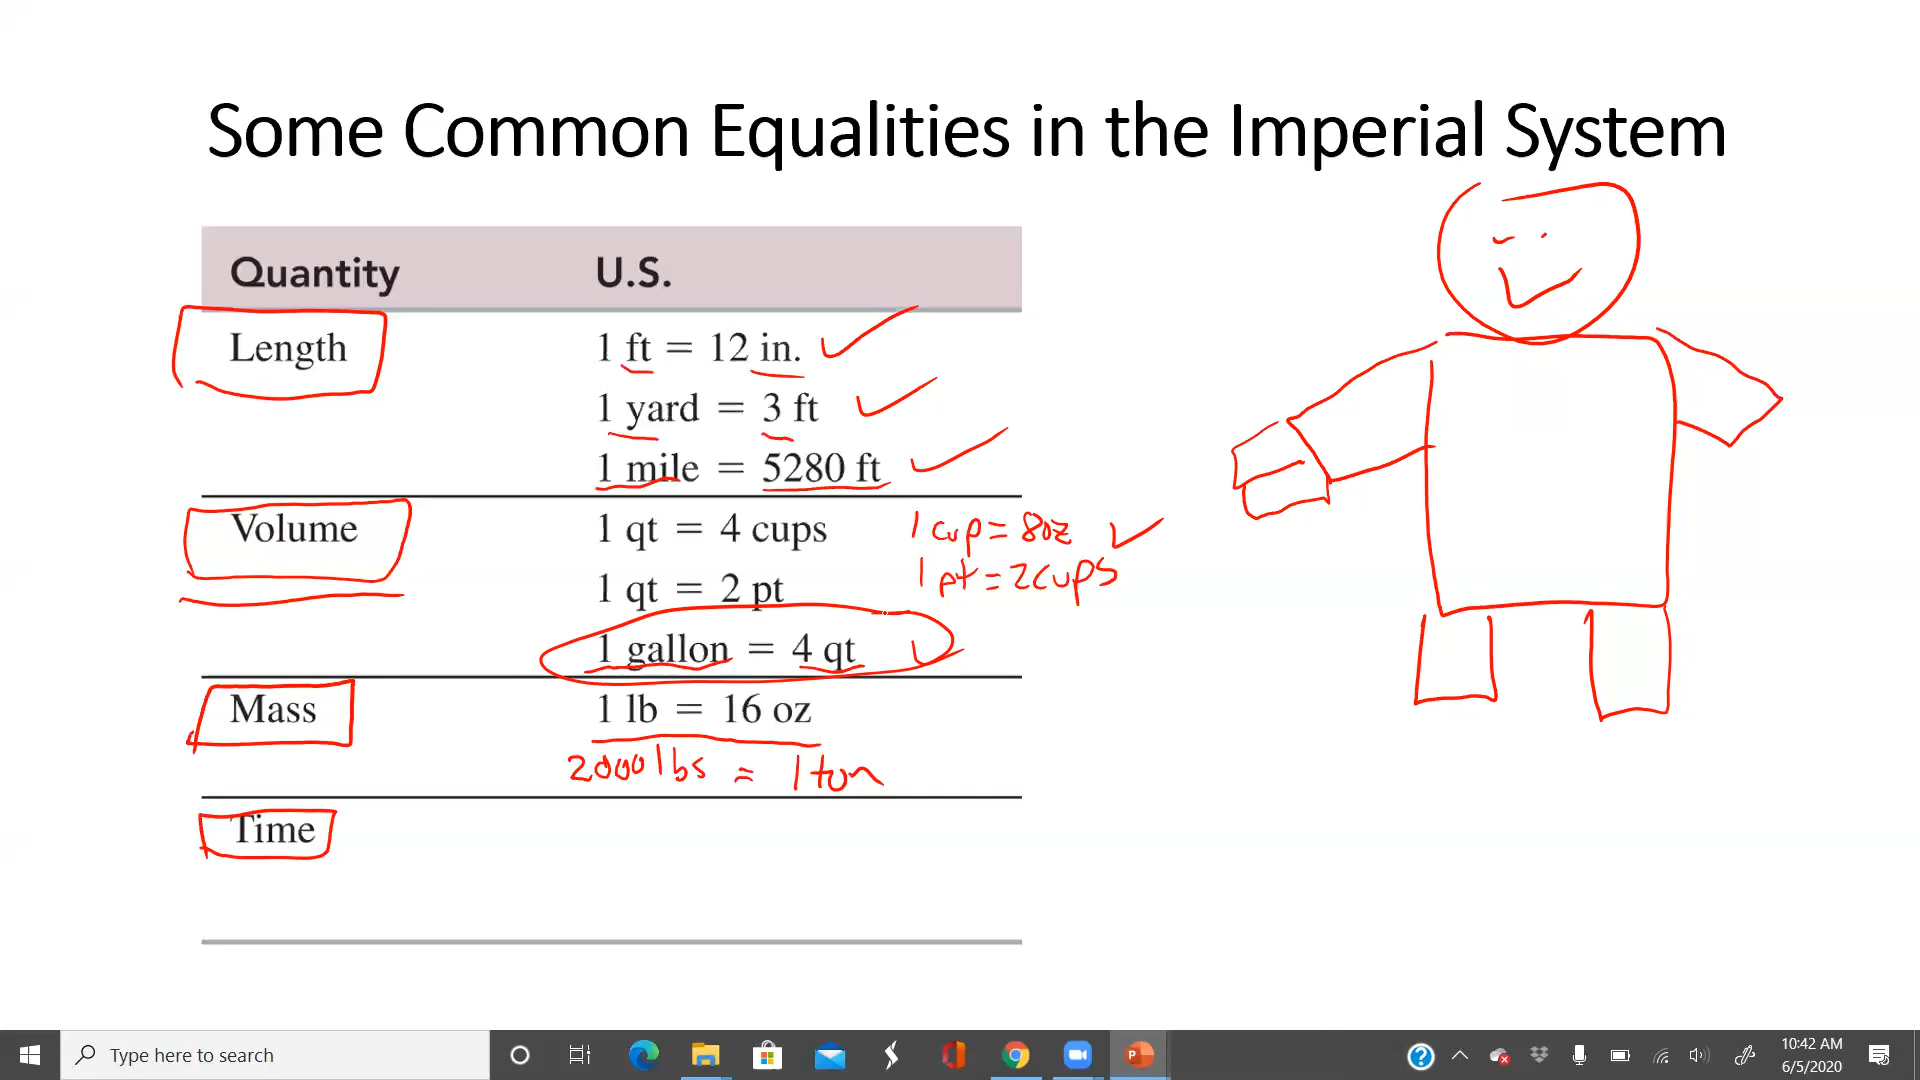 Some Common Equalities in the Imperial System
Quantity U.S.
Length 1 ft = 12 in.
1 yard = 3 ft
1 mile = 5280 ft
Volume 1 qt = 4 cups 1 cup = 8oz
1 qt = 2 pt 1 pt = 2cups
1 gallon = 4 qt
Mass 1 lb = 16 oz
2000 lbs = 1 ton
Time
Type here to search
10:42 AM
6/5/2020